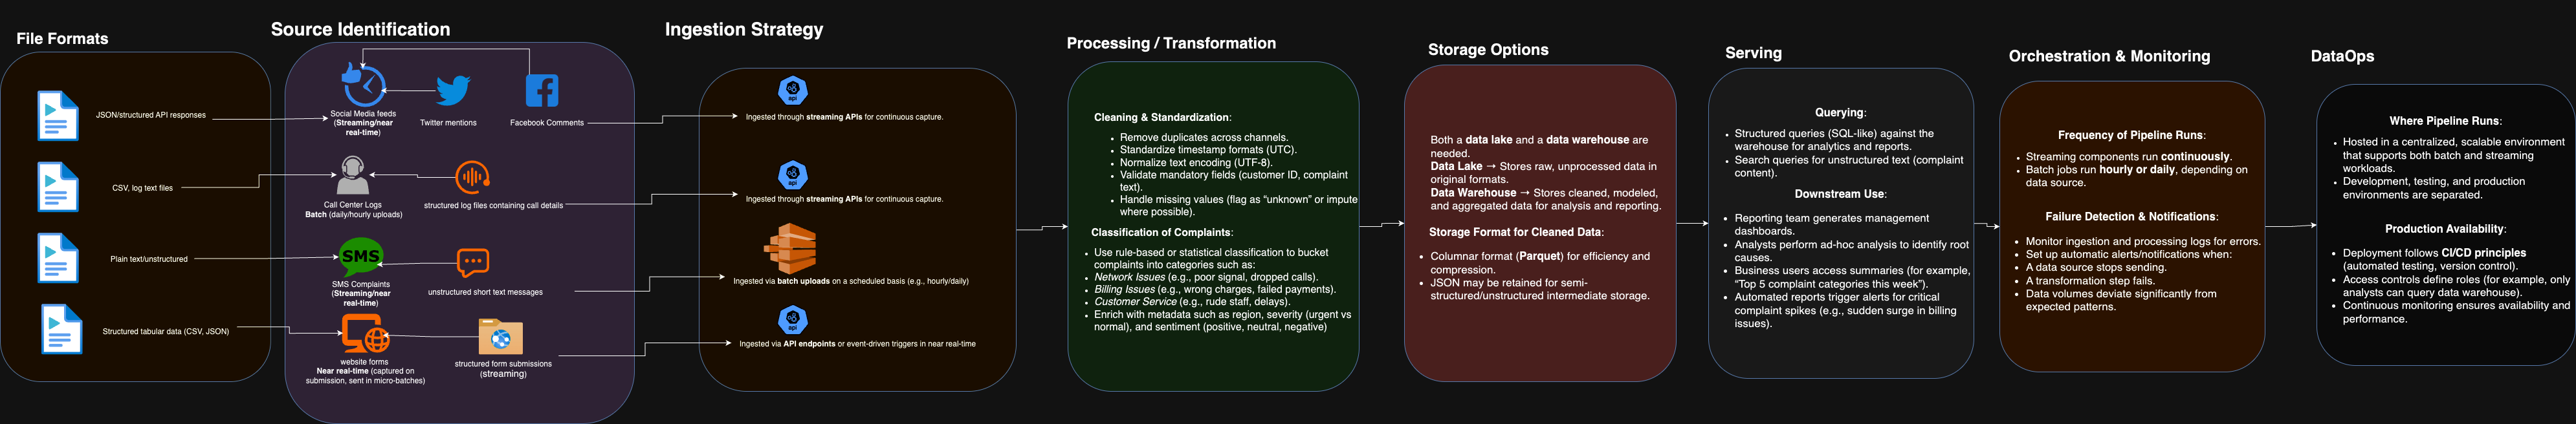 File Formats
JSON/structured API responses
CSV, log text files
Plain text/unstructured
Structured tabular data (CSV, JSON)
Source Identification
Social Media feeds
(Streaming/near
real-time)
Twitter mentions
Facebook Comments
Call Center Logs
Batch (daily/hourly uploads)
structured log files containing call details
SMS
SMS Complaints
(Streaming/near
real-time)
unstructured short text messages
website forms
Near real-time (captured on
submission, sent in micro-batches)
structured form submissions
(streaming)
Ingestion Strategy
api
Ingested through streaming APIs for continuous capture.
api
Ingested through streaming APIs for continuous capture.
Ingested via batch uploads on a scheduled basis (e.g., hourly/daily)
api
Ingested via API endpoints or event-driven triggers in near real-time
Processing / Transformation
Cleaning & Standardization:
• Remove duplicates across channels.
• Standardize timestamp formats (UTC).
• Normalize text encoding (UTF-8).
• Validate mandatory fields (customer ID, complaint
text).
• Handle missing values (flag as “unknown” or impute
where possible).
Classification of Complaints:
• Use rule-based or statistical classification to bucket
complaints into categories such as:
• Network Issues (e.g., poor signal, dropped calls).
• Billing Issues (e.g., wrong charges, failed payments).
• Customer Service (e.g., rude staff, delays).
• Enrich with metadata such as region, severity (urgent vs
normal), and sentiment (positive, neutral, negative)
Storage Options
Both a data lake and a data warehouse are
needed.
Data Lake → Stores raw, unprocessed data in
original formats.
Data Warehouse → Stores cleaned, modeled,
and aggregated data for analysis and reporting.
Storage Format for Cleaned Data:
• Columnar format (Parquet) for efficiency and
compression.
• JSON may be retained for semi-
structured/unstructured intermediate storage.
Serving
Querying:
• Structured queries (SQL-like) against the
warehouse for analytics and reports.
• Search queries for unstructured text (complaint
content).
Downstream Use:
• Reporting team generates management
dashboards.
• Analysts perform ad-hoc analysis to identify root
causes.
• Business users access summaries (for example,
“Top 5 complaint categories this week”).
• Automated reports trigger alerts for critical
complaint spikes (e.g., sudden surge in billing
issues).
Orchestration & Monitoring
Frequency of Pipeline Runs:
• Streaming components run continuously.
• Batch jobs run hourly or daily, depending on
data source.
Failure Detection & Notifications:
• Monitor ingestion and processing logs for errors.
• Set up automatic alerts/notifications when:
• A data source stops sending.
• A transformation step fails.
• Data volumes deviate significantly from
expected patterns.
DataOps
Where Pipeline Runs:
• Hosted in a centralized, scalable environment
that supports both batch and streaming
workloads.
• Development, testing, and production
environments are separated.
Production Availability:
• Deployment follows CI/CD principles
(automated testing, version control).
• Access controls define roles (for example, only
analysts can query data warehouse).
• Continuous monitoring ensures availability and
performance.